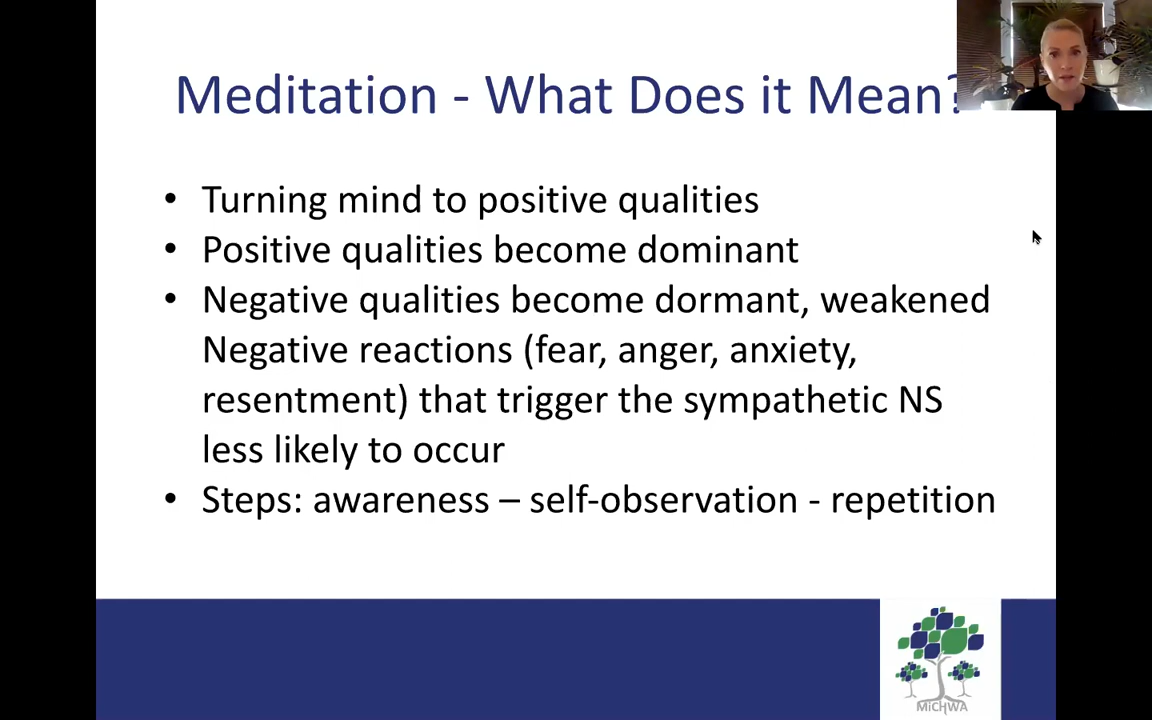 Meditation - What Does it Mean?
• Turning mind to positive qualities
• Positive qualities become dominant
• Negative qualities become dormant, weakened
Negative reactions (fear, anger, anxiety,
resentment) that trigger the sympathetic NS
less likely to occur
• Steps: awareness – self-observation - repetition
MiCHWA